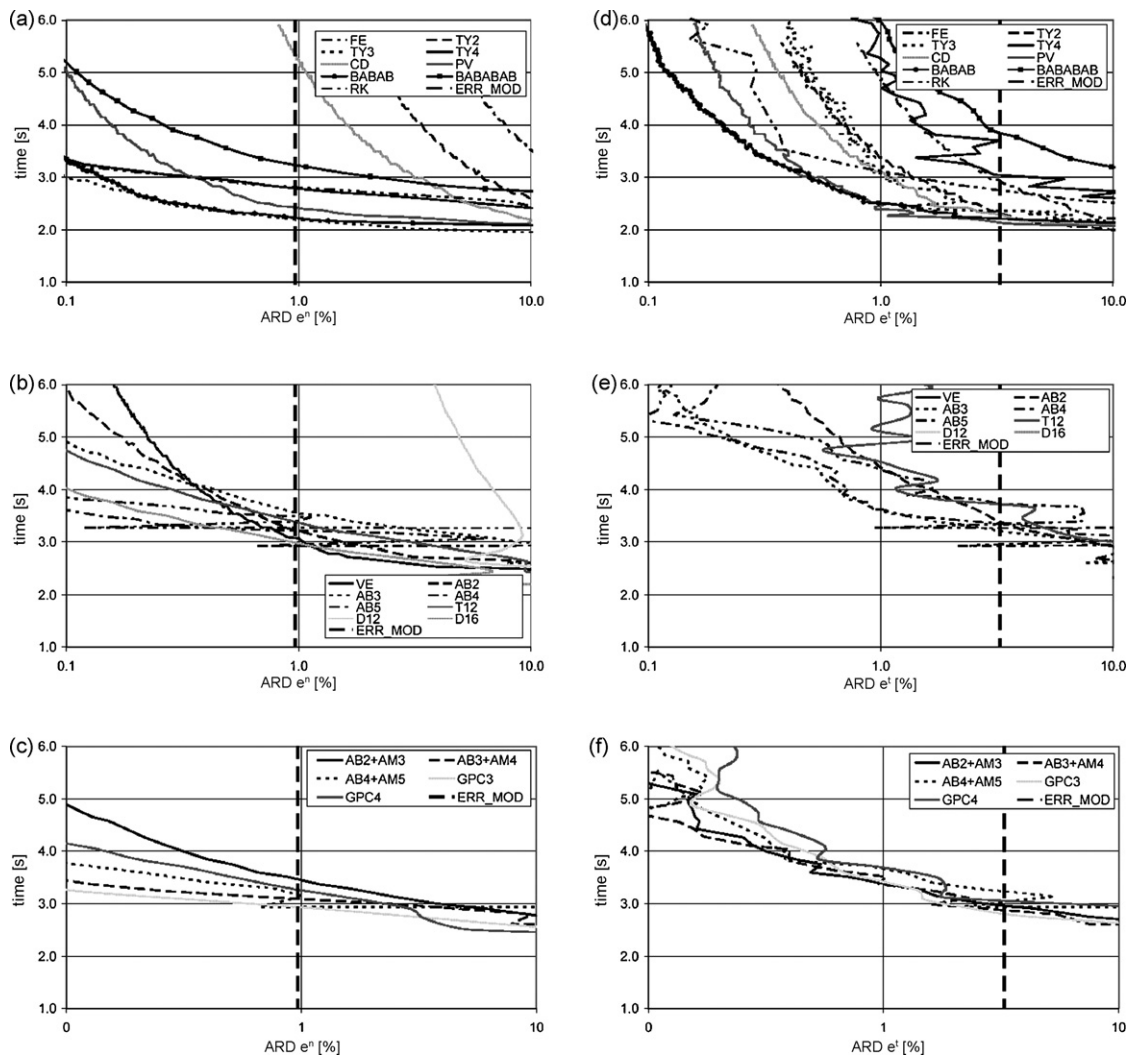 (a)
6.0
5.0
4.0
3.0
2.0
1.0
time [s]
FE TY2
TY3 TY4
CD PV
BABAB BABABAB
RK ERR_MOD
0.1 1.0 10.0
ARD eⁿ [%]
(d)
6.0
5.0
4.0
3.0
2.0
1.0
time [s]
FE TY2
TY3 TY4
CD PV
BABAB BABABAB
RK ERR_MOD
0.1 1.0 10.0
ARD eᵗ [%]
(b)
6.0
5.0
4.0
3.0
2.0
1.0
time [s]
VE AB2
AB3 AB4
AB5 T12
D12 D16
ERR_MOD
0.1 1.0 10.0
ARD eⁿ [%]
(e)
6.0
5.0
4.0
3.0
2.0
1.0
time [s]
VE AB2
AB3 AB4
AB5 T12
D12 D16
ERR_MOD
0.1 1.0 10.0
ARD eᵗ [%]
(c)
6.0
5.0
4.0
3.0
2.0
1.0
time [s]
AB2+AM3 AB3+AM4
AB4+AM5 GPC3
GPC4 ERR_MOD
0 1 10
ARD eⁿ [%]
(f)
6.0
5.0
4.0
3.0
2.0
1.0
time [s]
AB2+AM3 AB3+AM4
AB4+AM5 GPC3
GPC4 ERR_MOD
0 1 10
ARD eᵗ [%]